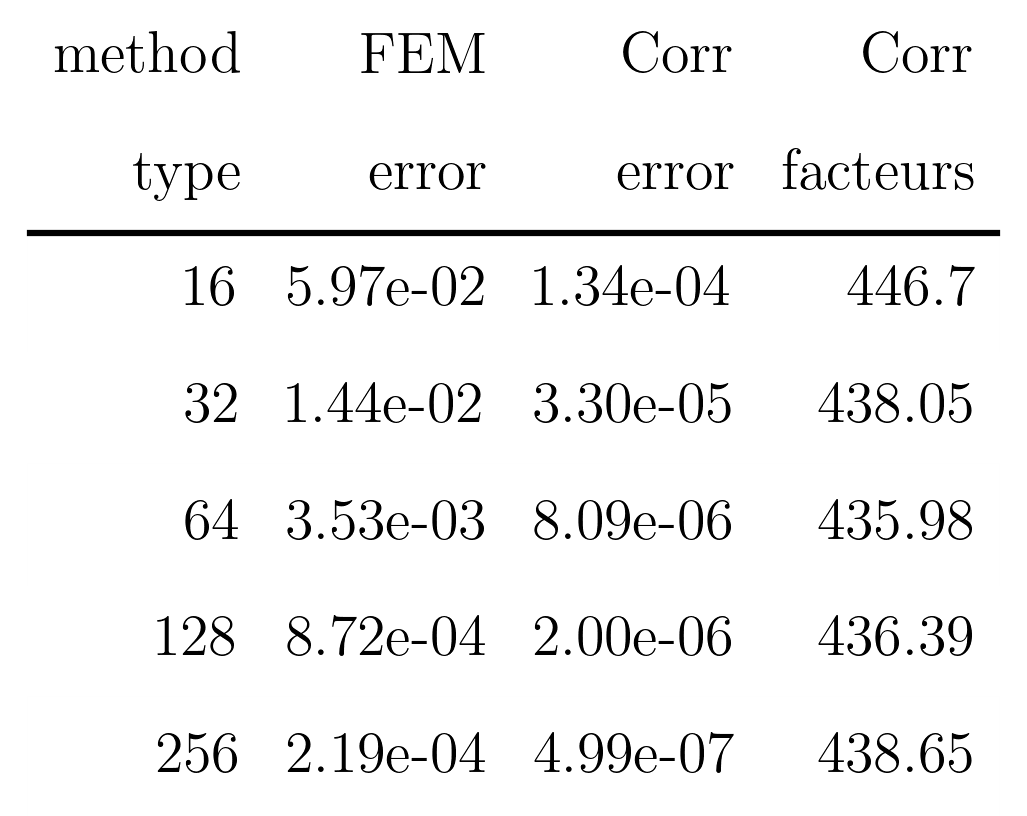 method FEM Corr Corr
type error error facteurs
16 5.97e-02 1.34e-04 446.7
32 1.44e-02 3.30e-05 438.05
64 3.53e-03 8.09e-06 435.98
128 8.72e-04 2.00e-06 436.39
256 2.19e-04 4.99e-07 438.65